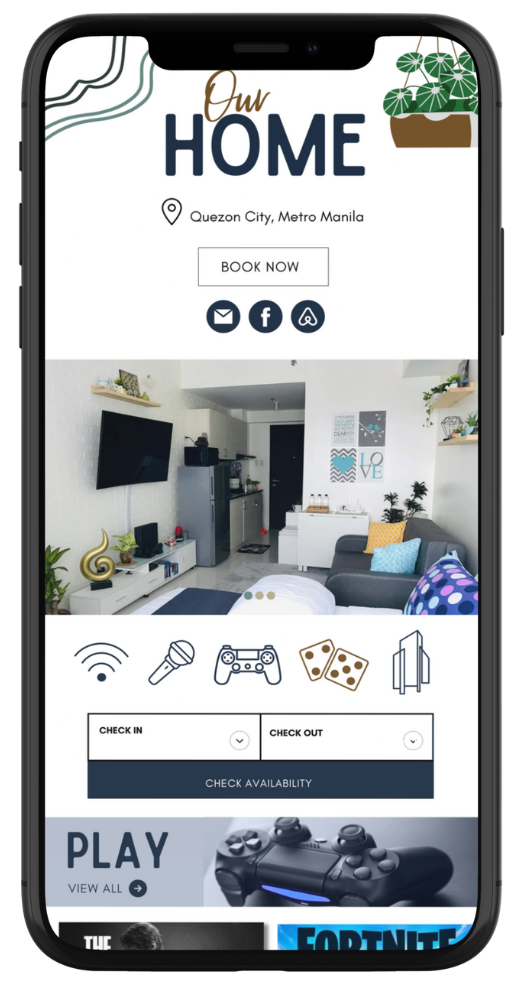 Our
HOME
Quezon City, Metro Manila
BOOK NOW
LOVE
CHECK IN
CHECK OUT
CHECK AVAILABILITY
PLAY
VIEW ALL
THE
FORTNITE